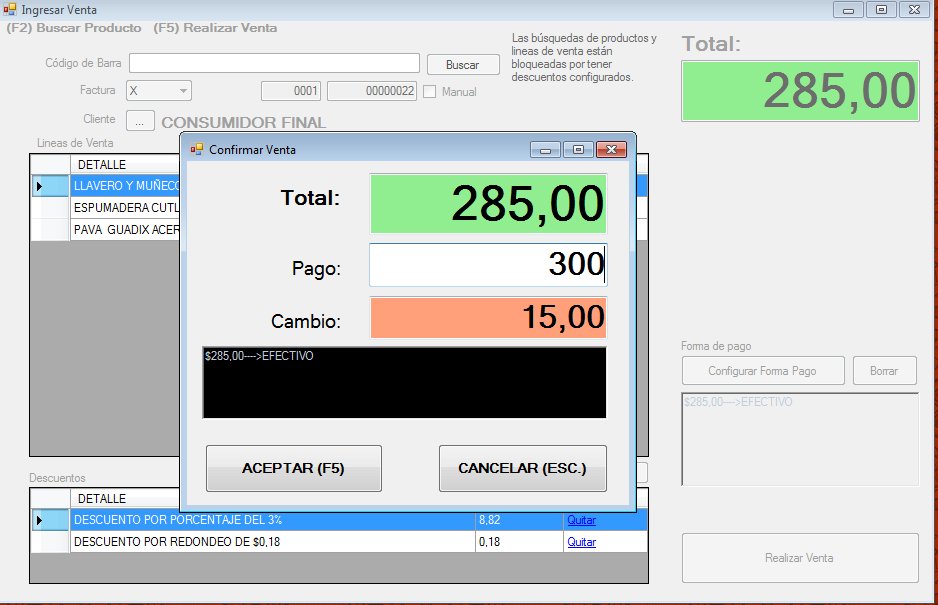 Ingresar Venta
(F2) Buscar Producto (F5) Realizar Venta
Código de Barra
Buscar
Las búsquedas de productos y
lineas de venta están
bloqueadas por tener
descuentos configurados.
Total:
285,00
Factura X 0001 00000022 Manual
Cliente ... CONSUMIDOR FINAL
Lineas de Venta
DETALLE
LLAVERO Y MUÑECO
ESPUMADERA CUTL
PAVA GUADIX ACER
Confirmar Venta
Total: 285,00
Pago: 300
Cambio: 15,00
$285,00---->EFECTIVO
ACEPTAR (F5) CANCELAR (ESC.)
Forma de pago
Configurar Forma Pago Borrar
$285,00---->EFECTIVO
Descuentos
DETALLE
DESCUENTO POR PORCENTAJE DEL 3% 8,82 Quitar
DESCUENTO POR REDONDEO DE $0,18 0,18 Quitar
Realizar Venta